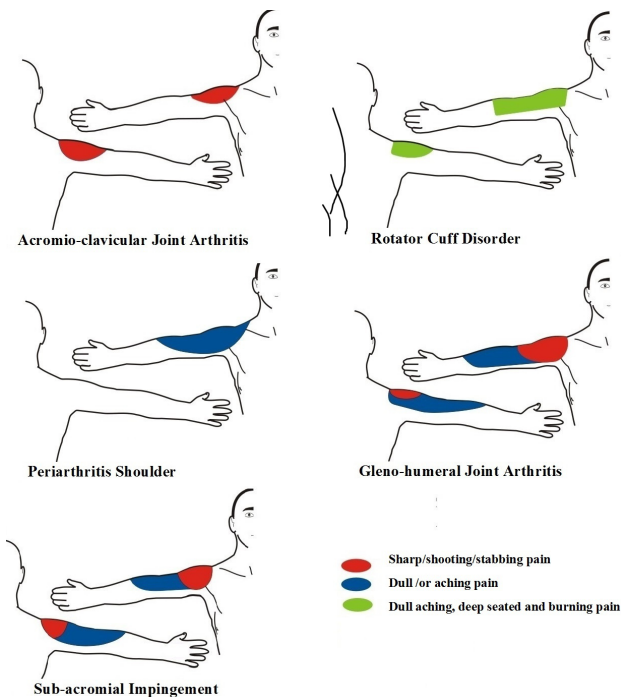 Acromio-clavicular Joint Arthritis
Rotator Cuff Disorder
Periarthritis Shoulder
Gleno-humeral Joint Arthritis
Sharp/shooting/stabbing pain
Dull /or aching pain
Dull aching, deep seated and burning pain
Sub-acromial Impingement